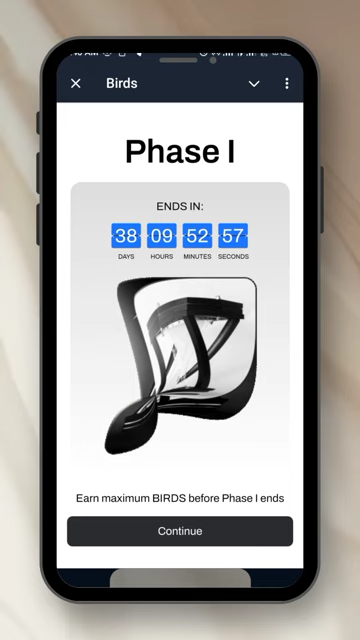 Birds
Phase I
ENDS IN:
38 09 52 57
DAYS HOURS MINUTES SECONDS
Earn maximum BIRDS before Phase I ends
Continue